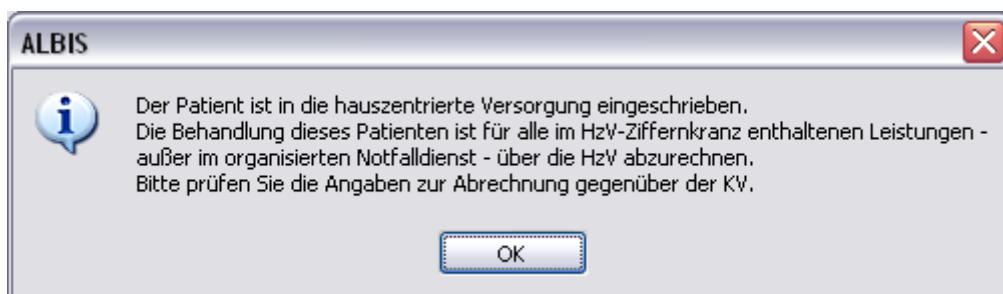 ALBIS
Der Patient ist in die hauszentrierte Versorgung eingeschrieben.
Die Behandlung dieses Patienten ist für alle im HzV-Ziffernkranz enthaltenen Leistungen -
außer im organisierten Notfalldienst - über die HzV abzurechnen.
Bitte prüfen Sie die Angaben zur Abrechnung gegenüber der KV.
OK